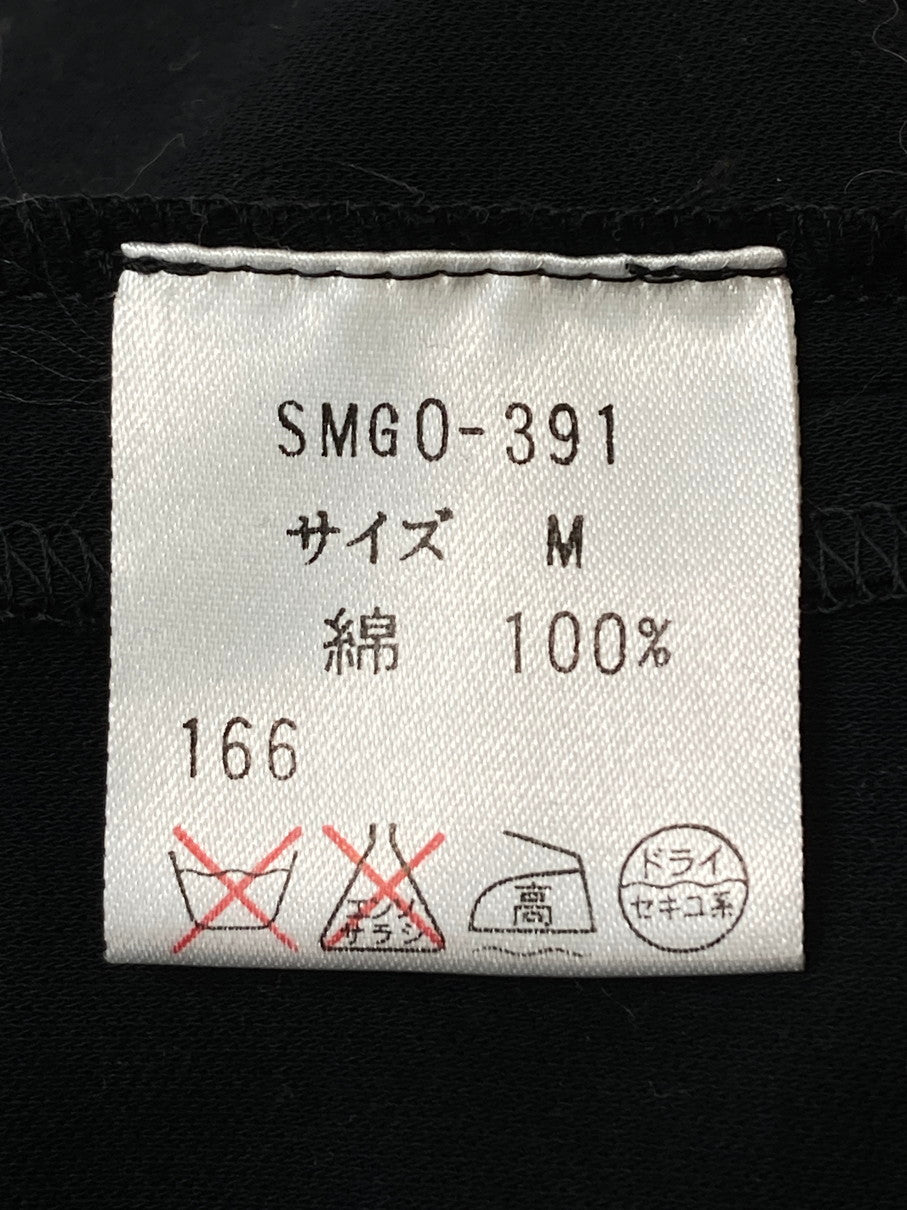 SMG0-391
サイズ M
綿 100%
166
エンソ
サラシ
高
ドライ
セキユ系